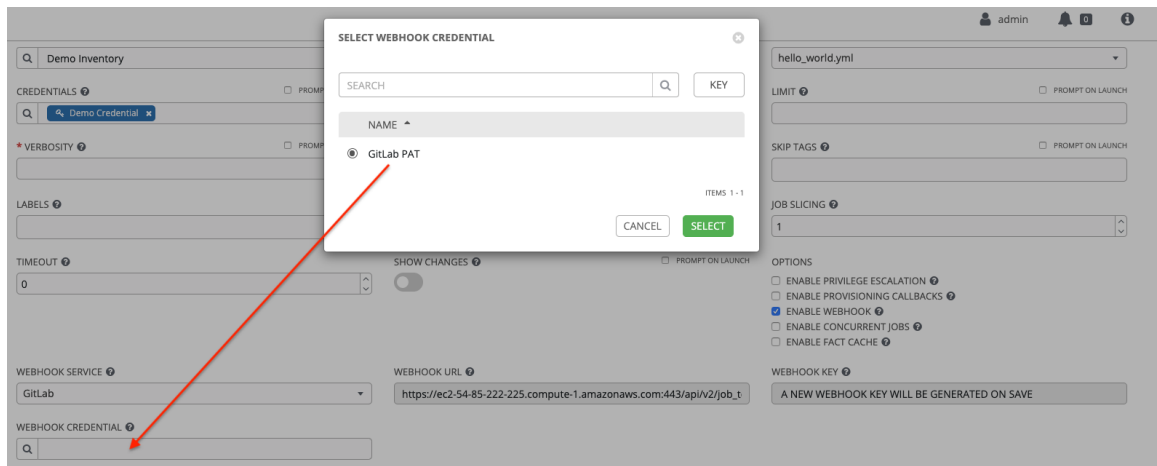 admin
0
SELECT WEBHOOK CREDENTIAL
Demo Inventory
hello_world.yml
SEARCH
KEY
CREDENTIALS
PROMP
LIMIT
PROMPT ON LAUNCH
Demo Credential x
NAME
GitLab PAT
* VERBOSITY
PROMP
SKIP TAGS
PROMPT ON LAUNCH
ITEMS 1 - 1
LABELS
JOB SLICING
CANCEL
SELECT
1
TIMEOUT
SHOW CHANGES
PROMPT ON LAUNCH
OPTIONS
0
ENABLE PRIVILEGE ESCALATION
ENABLE PROVISIONING CALLBACKS
ENABLE WEBHOOK
ENABLE CONCURRENT JOBS
ENABLE FACT CACHE
WEBHOOK SERVICE
WEBHOOK URL
WEBHOOK KEY
GitLab
https://ec2-54-85-222-225.compute-1.amazonaws.com:443/api/v2/job_t
A NEW WEBHOOK KEY WILL BE GENERATED ON SAVE
WEBHOOK CREDENTIAL